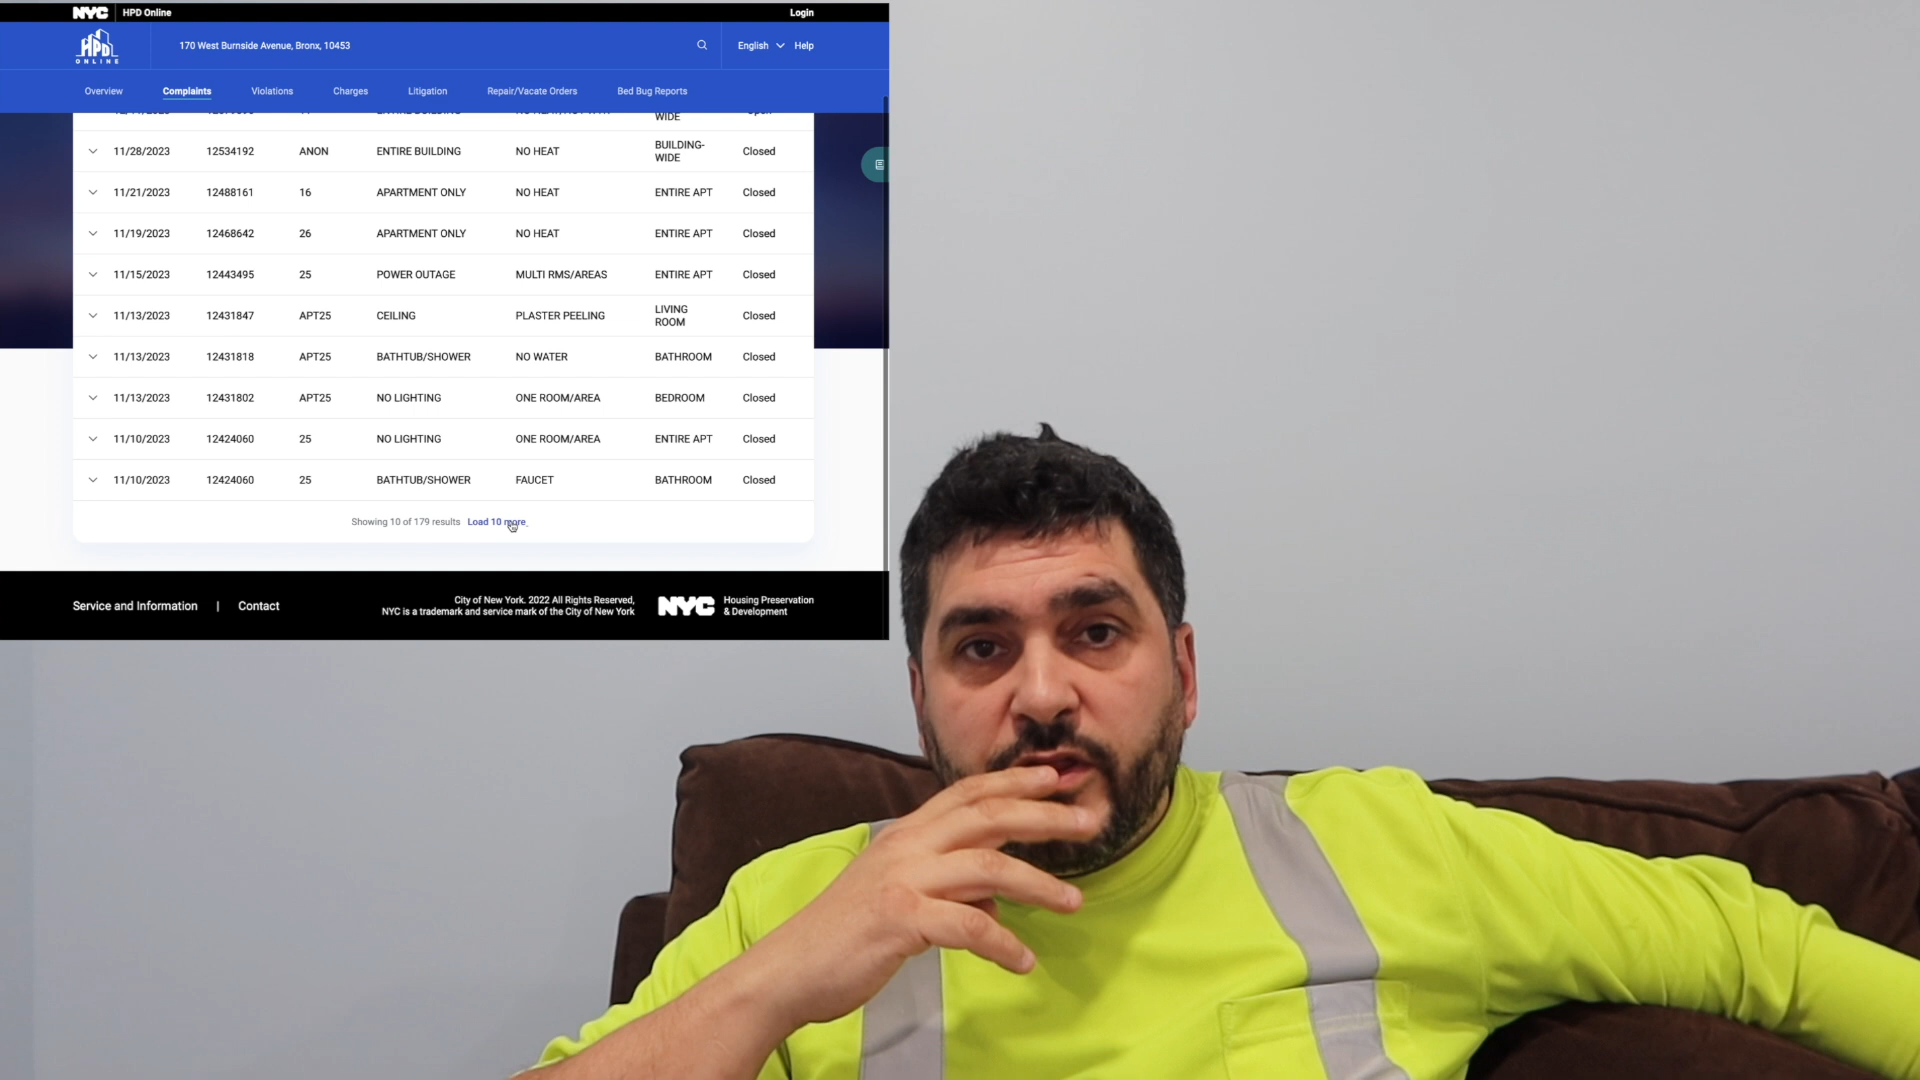 NYC HPD Online Login
HPD ONLINE 170 West Burnside Avenue, Bronx, 10453 English Help
Overview Complaints Violations Charges Litigation Repair/Vacate Orders Bed Bug Reports
WIDE
11/28/2023 12534192 ANON ENTIRE BUILDING NO HEAT BUILDING-WIDE Closed
11/21/2023 12488161 16 APARTMENT ONLY NO HEAT ENTIRE APT Closed
11/19/2023 12468642 26 APARTMENT ONLY NO HEAT ENTIRE APT Closed
11/15/2023 12443495 25 POWER OUTAGE MULTI RMS/AREAS ENTIRE APT Closed
11/13/2023 12431847 APT25 CEILING PLASTER PEELING LIVING ROOM Closed
11/13/2023 12431818 APT25 BATHTUB/SHOWER NO WATER BATHROOM Closed
11/13/2023 12431802 APT25 NO LIGHTING ONE ROOM/AREA BEDROOM Closed
11/10/2023 12424060 25 NO LIGHTING ONE ROOM/AREA ENTIRE APT Closed
11/10/2023 12424060 25 BATHTUB/SHOWER FAUCET BATHROOM Closed
Showing 10 of 179 results Load 10 more
Service and Information | Contact
City of New York. 2022 All Rights Reserved,
NYC is a trademark and service mark of the City of New York
NYC Housing Preservation
& Development